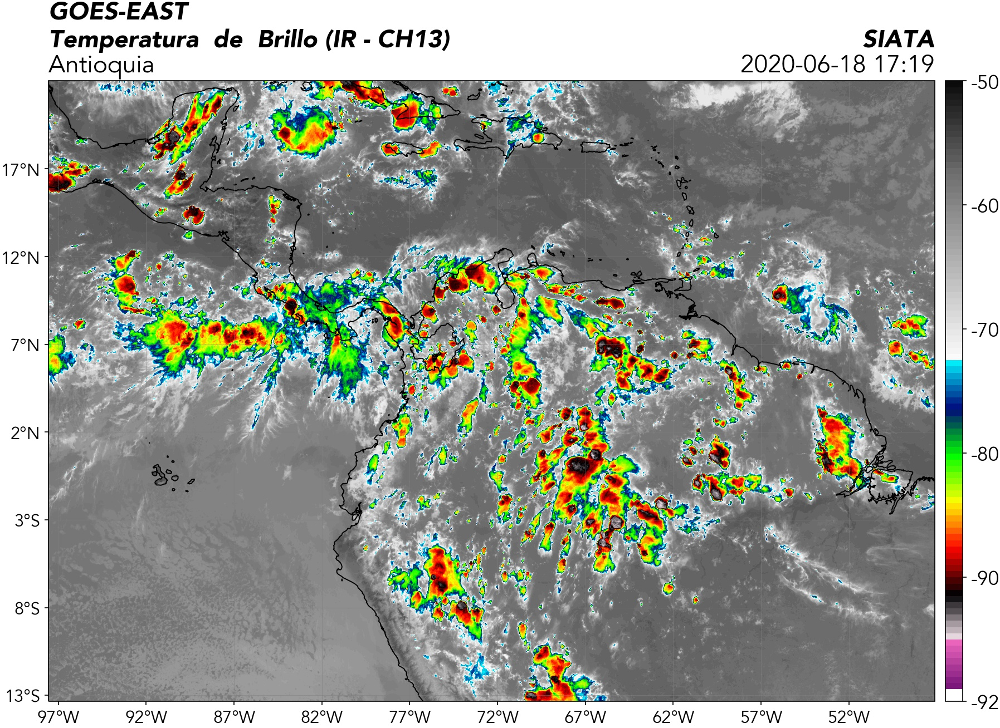 GOES-EAST
Temperatura de Brillo (IR - CH13)
SIATA
Antioquia
2020-06-18 17:19
-50
-60
-70
-80
-90
-92
17°N
12°N
7°N
2°N
3°S
8°S
13°S
97°W
92°W
87°W
82°W
77°W
72°W
67°W
62°W
57°W
52°W